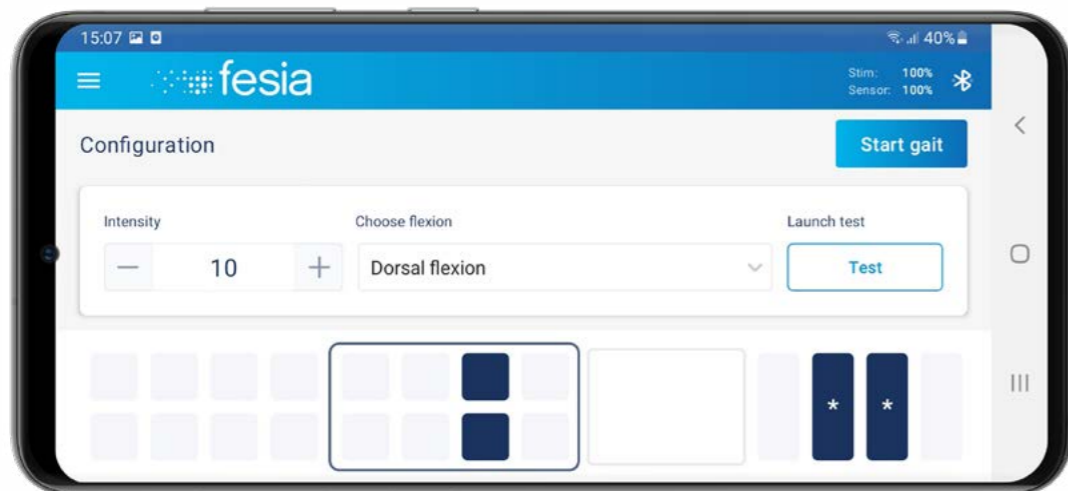 15:07 40%
fesia
Stim: 100%
Sensor: 100%
Configuration
Start gait
Intensity
Choose flexion
Launch test
— 10 +
Dorsal flexion
Test
* *